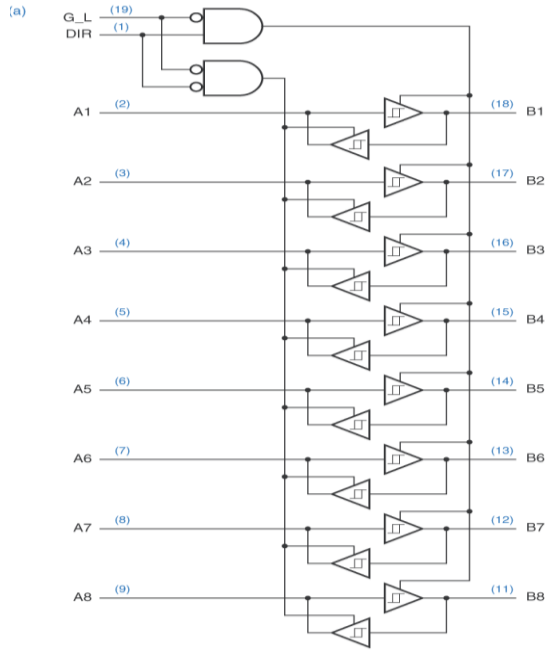 (a)
G_L (19)
DIR (1)
A1 (2) (18) B1
A2 (3) (17) B2
A3 (4) (16) B3
A4 (5) (15) B4
A5 (6) (14) B5
A6 (7) (13) B6
A7 (8) (12) B7
A8 (9) (11) B8